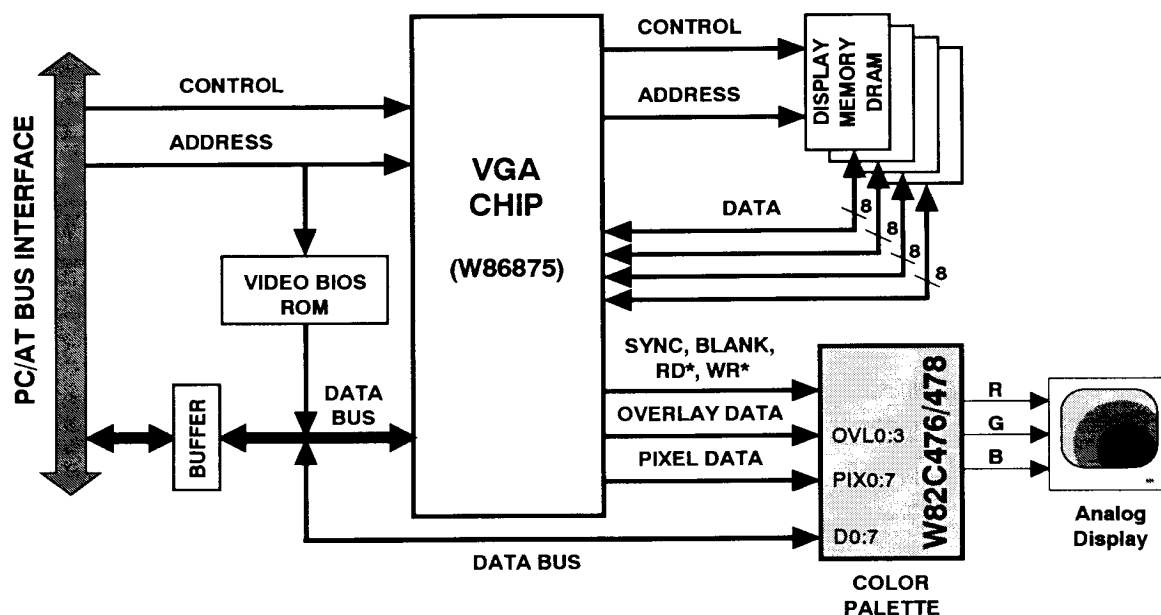 PC/AT BUS INTERFACE
CONTROL
ADDRESS
VIDEO BIOS
ROM
BUFFER
DATA
BUS
VGA
CHIP
(W86875)
CONTROL
ADDRESS
DISPLAY
MEMORY
DRAM
DATA
8
8
8
8
SYNC, BLANK,
RD*, WR*
OVERLAY DATA
PIXEL DATA
DATA BUS
OVL0:3
PIX0:7
D0:7
W82C476/478
COLOR
PALETTE
R
G
B
Analog
Display